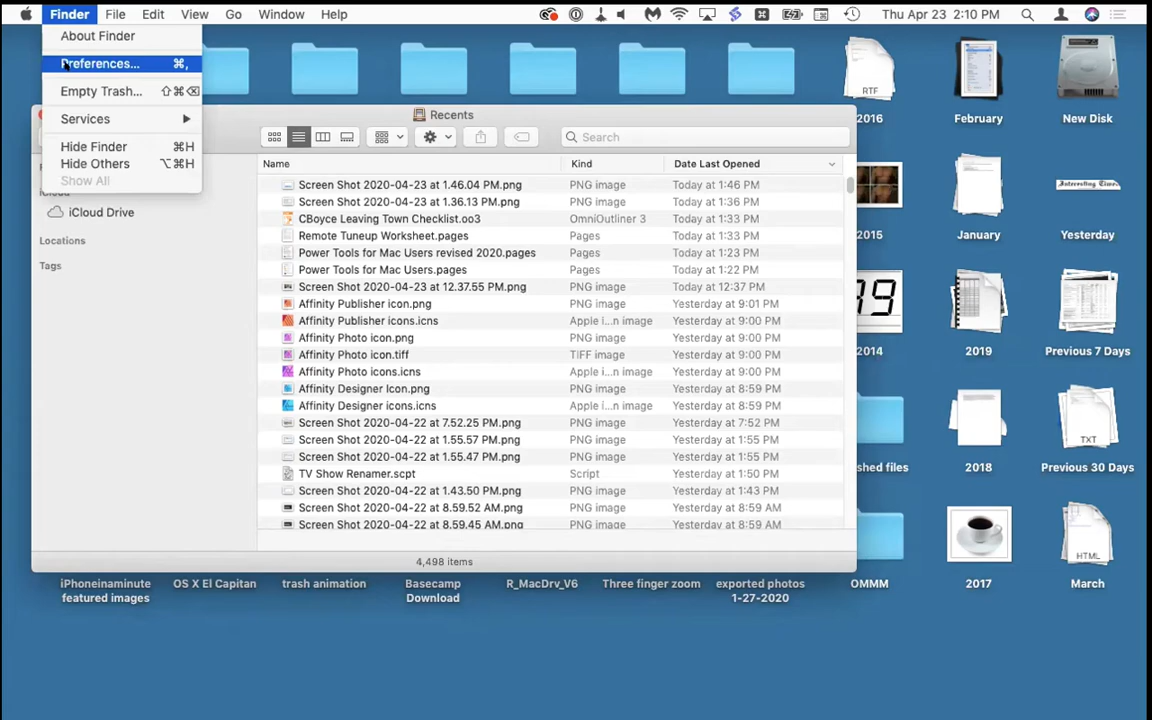 Finder File Edit View Go Window Help Thu Apr 23 2:10 PM
About Finder
Preferences... ⌘,
Empty Trash... ⇧⌘⌫
Services
Hide Finder ⌘H
Hide Others ⌥⌘H
Show All
iCloud Drive
Locations
Tags
Recents
Search
Name Kind Date Last Opened
Screen Shot 2020-04-23 at 1.46.04 PM.png PNG image Today at 1:46 PM
Screen Shot 2020-04-23 at 1.36.13 PM.png PNG image Today at 1:36 PM
CBoyce Leaving Town Checklist.oo3 OmniOutliner 3 Today at 1:33 PM
Remote Tuneup Worksheet.pages Pages Today at 1:33 PM
Power Tools for Mac Users revised 2020.pages Pages Today at 1:23 PM
Power Tools for Mac Users.pages Pages Today at 1:22 PM
Screen Shot 2020-04-23 at 12.37.55 PM.png PNG image Today at 12:37 PM
Affinity Publisher icon.png PNG image Yesterday at 9:01 PM
Affinity Publisher icons.icns Apple i...n image Yesterday at 9:00 PM
Affinity Photo icon.png PNG image Yesterday at 9:00 PM
Affinity Photo icon.tiff TIFF image Yesterday at 9:00 PM
Affinity Photo icons.icns Apple i...n image Yesterday at 9:00 PM
Affinity Designer Icon.png PNG image Yesterday at 8:59 PM
Affinity Designer icons.icns Apple i...n image Yesterday at 8:59 PM
Screen Shot 2020-04-22 at 7.52.25 PM.png PNG image Yesterday at 7:52 PM
Screen Shot 2020-04-22 at 1.55.57 PM.png PNG image Yesterday at 1:55 PM
Screen Shot 2020-04-22 at 1.55.47 PM.png PNG image Yesterday at 1:55 PM
TV Show Renamer.scpt Script Yesterday at 1:50 PM
Screen Shot 2020-04-22 at 1.43.50 PM.png PNG image Yesterday at 1:43 PM
Screen Shot 2020-04-22 at 8.59.52 AM.png PNG image Yesterday at 8:59 AM
Screen Shot 2020-04-22 at 8.59.45 AM.png PNG image Yesterday at 8:59 AM
4,498 items
RTF
2016 February New Disk
Interesting Time
2015 January Yesterday
2014 2019 Previous 7 Days
TXT
shed files 2018 Previous 30 Days
HTML
iPhoneinaminute featured images
OS X El Capitan
trash animation
Basecamp Download
R_MacDrv_V6
Three finger zoom
exported photos 1-27-2020
OMMM 2017 March